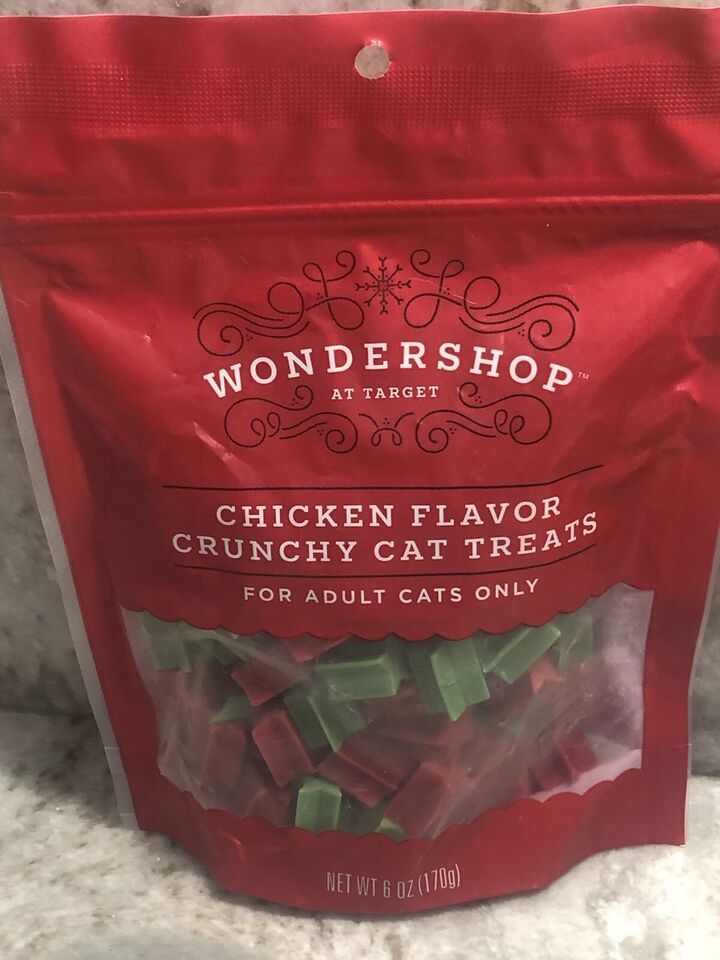 WONDERSHOP™
AT TARGET
CHICKEN FLAVOR
CRUNCHY CAT TREATS
FOR ADULT CATS ONLY
NET WT 6 OZ (170g)